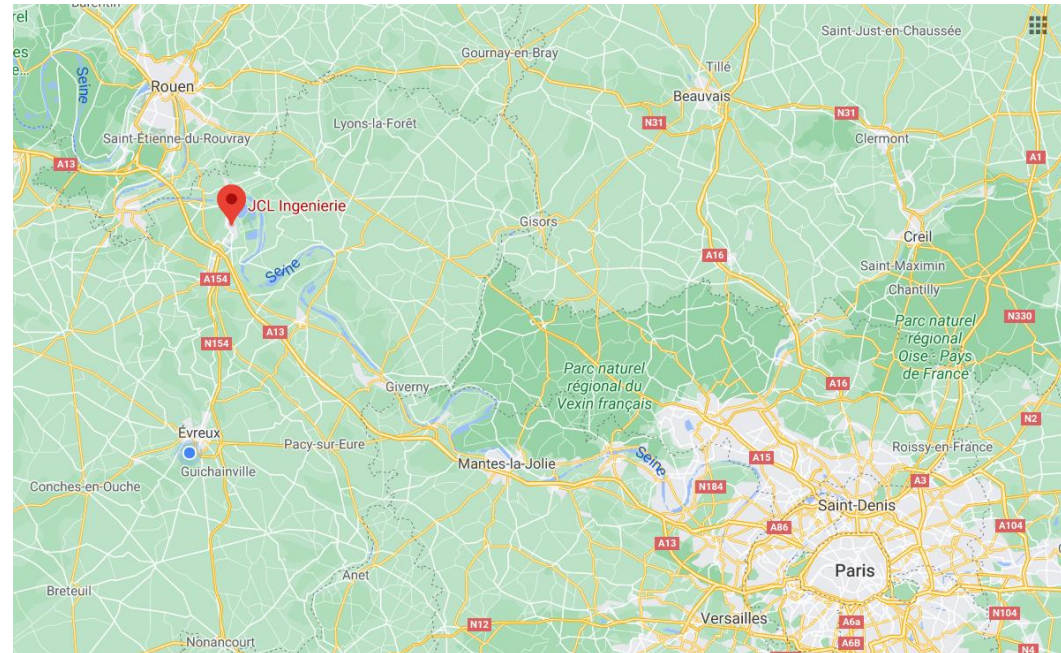 rel
Barentin
Saint-Just-en-Chaussée
Gournay-en-Bray
Tillé
Seine
Rouen
Beauvais
N31
N31
Clermont
Lyons-la-Forêt
Saint-Étienne-du-Rouvray
A13
A1
JCL Ingenierie
Gisors
Creil
A16
Saint-Maximin
Seine
A154
Chantilly
N330
Parc naturel
régional
Oise - Pays
de France
A13
N154
Parc naturel
régional du
Vexin français
Giverny
A16
N2
Évreux
Pacy-sur-Eure
Roissy-en-France
A15
Mantes-la-Jolie
Seine
Guichainville
A3
Conches-en-Ouche
N184
Saint-Denis
A86
A104
A13
Paris
Anet
Breteuil
N104
Versailles
A6a
N12
Nonancourt
A6B
N4